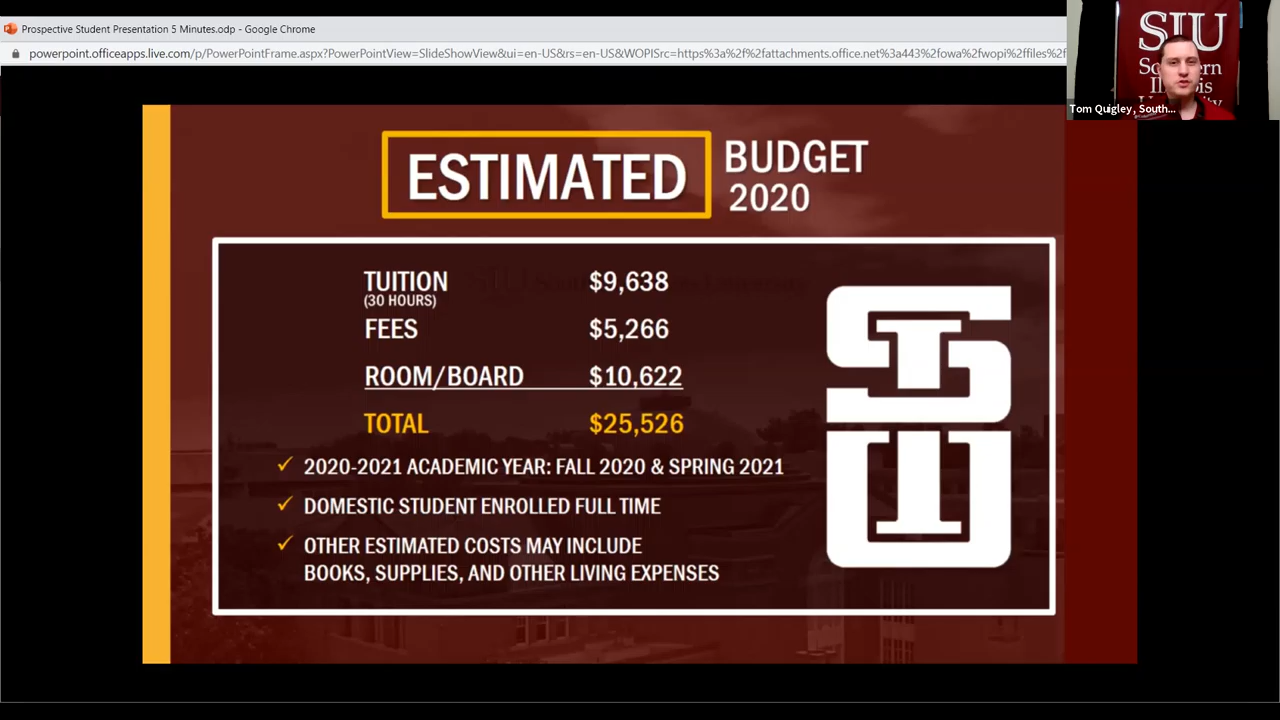 Prospective Student Presentation 5 Minutes.odp - Google Chrome
powerpoint.officeapps.live.com/p/PowerPointFrame.aspx?PowerPointView=SlideShowView&ui=en-US&rs=en-US&WOPISrc=https%3a%2f%2fattachments.office.net%3a443%2fowa%2fwopi%2ffiles%2f
SIU
Southern
Illinois
Tom Quigley, South...
ESTIMATED
BUDGET
2020
TUITION $9,638
(30 HOURS)
FEES $5,266
ROOM/BOARD $10,622
TOTAL $25,526
✓ 2020-2021 ACADEMIC YEAR: FALL 2020 & SPRING 2021
✓ DOMESTIC STUDENT ENROLLED FULL TIME
✓ OTHER ESTIMATED COSTS MAY INCLUDE
BOOKS, SUPPLIES, AND OTHER LIVING EXPENSES
SIU